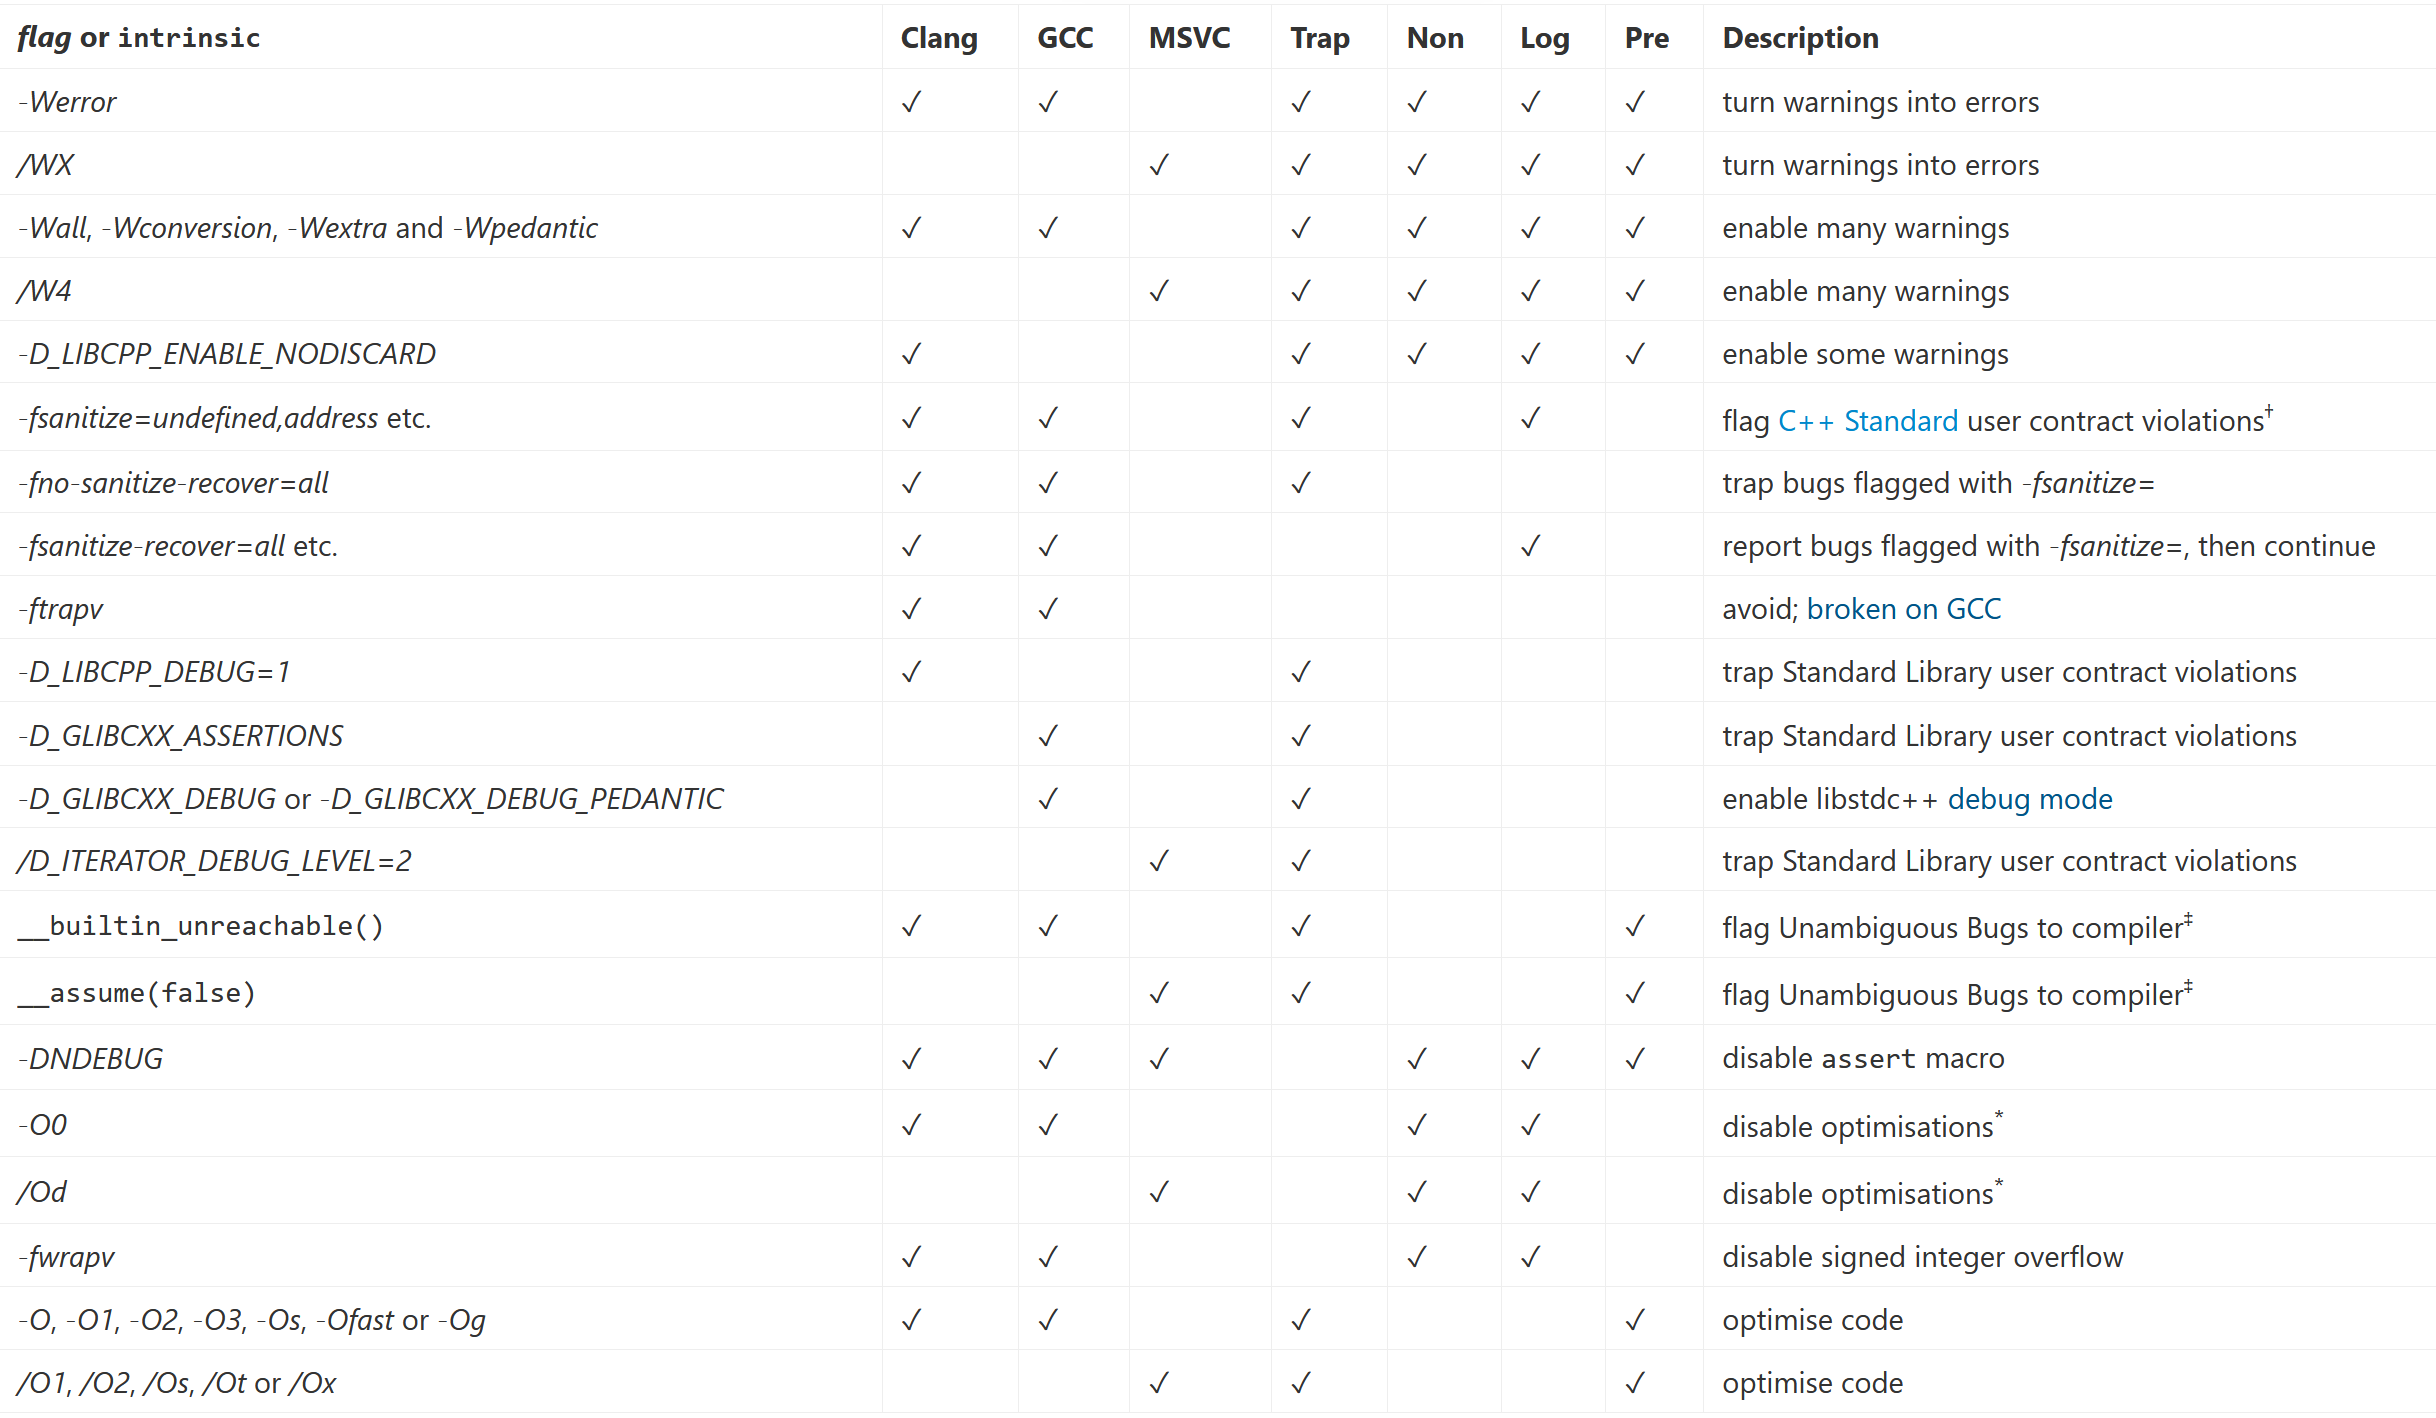 flag or intrinsic Clang GCC MSVC Trap Non Log Pre Description
-Werror ✓ ✓ ✓ ✓ ✓ ✓ turn warnings into errors
/WX ✓ ✓ ✓ ✓ ✓ turn warnings into errors
-Wall, -Wconversion, -Wextra and -Wpedantic ✓ ✓ ✓ ✓ ✓ ✓ enable many warnings
/W4 ✓ ✓ ✓ ✓ ✓ enable many warnings
-D_LIBCPP_ENABLE_NODISCARD ✓ ✓ ✓ ✓ ✓ enable some warnings
-fsanitize=undefined,address etc. ✓ ✓ ✓ ✓ flag C++ Standard user contract violations†
-fno-sanitize-recover=all ✓ ✓ ✓ trap bugs flagged with -fsanitize=
-fsanitize-recover=all etc. ✓ ✓ ✓ report bugs flagged with -fsanitize=, then continue
-ftrapv ✓ ✓ avoid; broken on GCC
-D_LIBCPP_DEBUG=1 ✓ ✓ trap Standard Library user contract violations
-D_GLIBCXX_ASSERTIONS ✓ ✓ trap Standard Library user contract violations
-D_GLIBCXX_DEBUG or -D_GLIBCXX_DEBUG_PEDANTIC ✓ ✓ enable libstdc++ debug mode
/D_ITERATOR_DEBUG_LEVEL=2 ✓ ✓ trap Standard Library user contract violations
__builtin_unreachable() ✓ ✓ ✓ ✓ flag Unambiguous Bugs to compiler‡
__assume(false) ✓ ✓ ✓ flag Unambiguous Bugs to compiler‡
-DNDEBUG ✓ ✓ ✓ ✓ ✓ ✓ disable assert macro
-O0 ✓ ✓ ✓ ✓ disable optimisations*
/Od ✓ ✓ ✓ disable optimisations*
-fwrapv ✓ ✓ ✓ ✓ disable signed integer overflow
-O, -O1, -O2, -O3, -Os, -Ofast or -Og ✓ ✓ ✓ ✓ optimise code
/O1, /O2, /Os, /Ot or /Ox ✓ ✓ ✓ optimise code